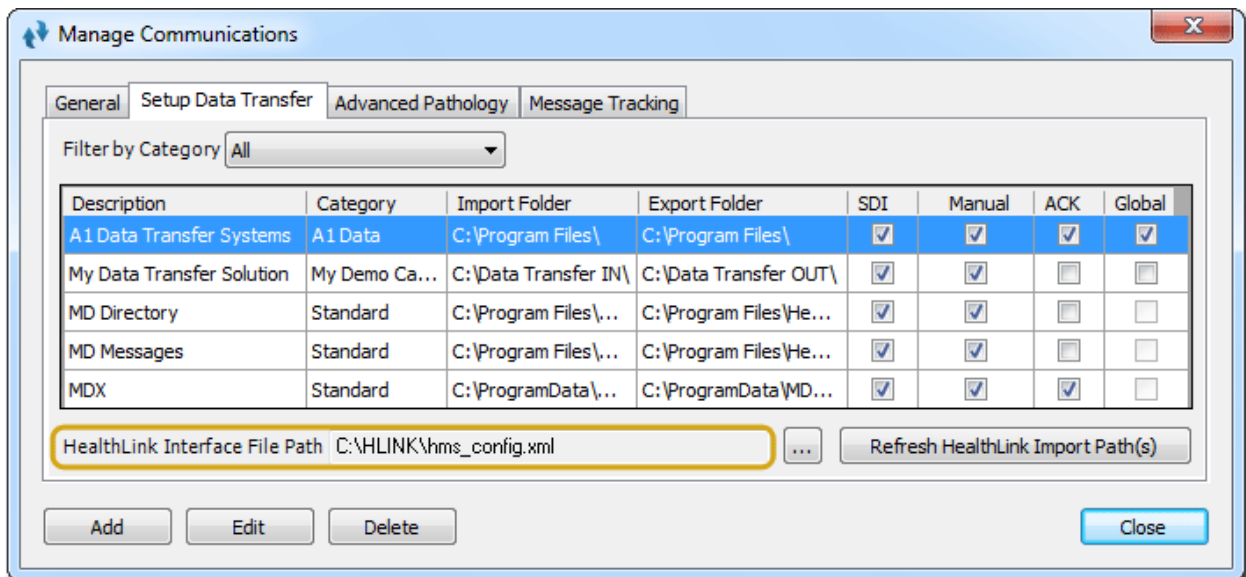 Manage Communications
General Setup Data Transfer Advanced Pathology Message Tracking
Filter by Category All
Description Category Import Folder Export Folder SDI Manual ACK Global
A1 Data Transfer Systems A1 Data C:\Program Files\ C:\Program Files\
My Data Transfer Solution My Demo Ca... C:\Data Transfer IN\ C:\Data Transfer OUT\
MD Directory Standard C:\Program Files\... C:\Program Files\He...
MD Messages Standard C:\Program Files\... C:\Program Files\He...
MDX Standard C:\ProgramData\... C:\ProgramData\MD...
HealthLink Interface File Path C:\HLINK\hms_config.xml ... Refresh HealthLink Import Path(s)
Add Edit Delete Close